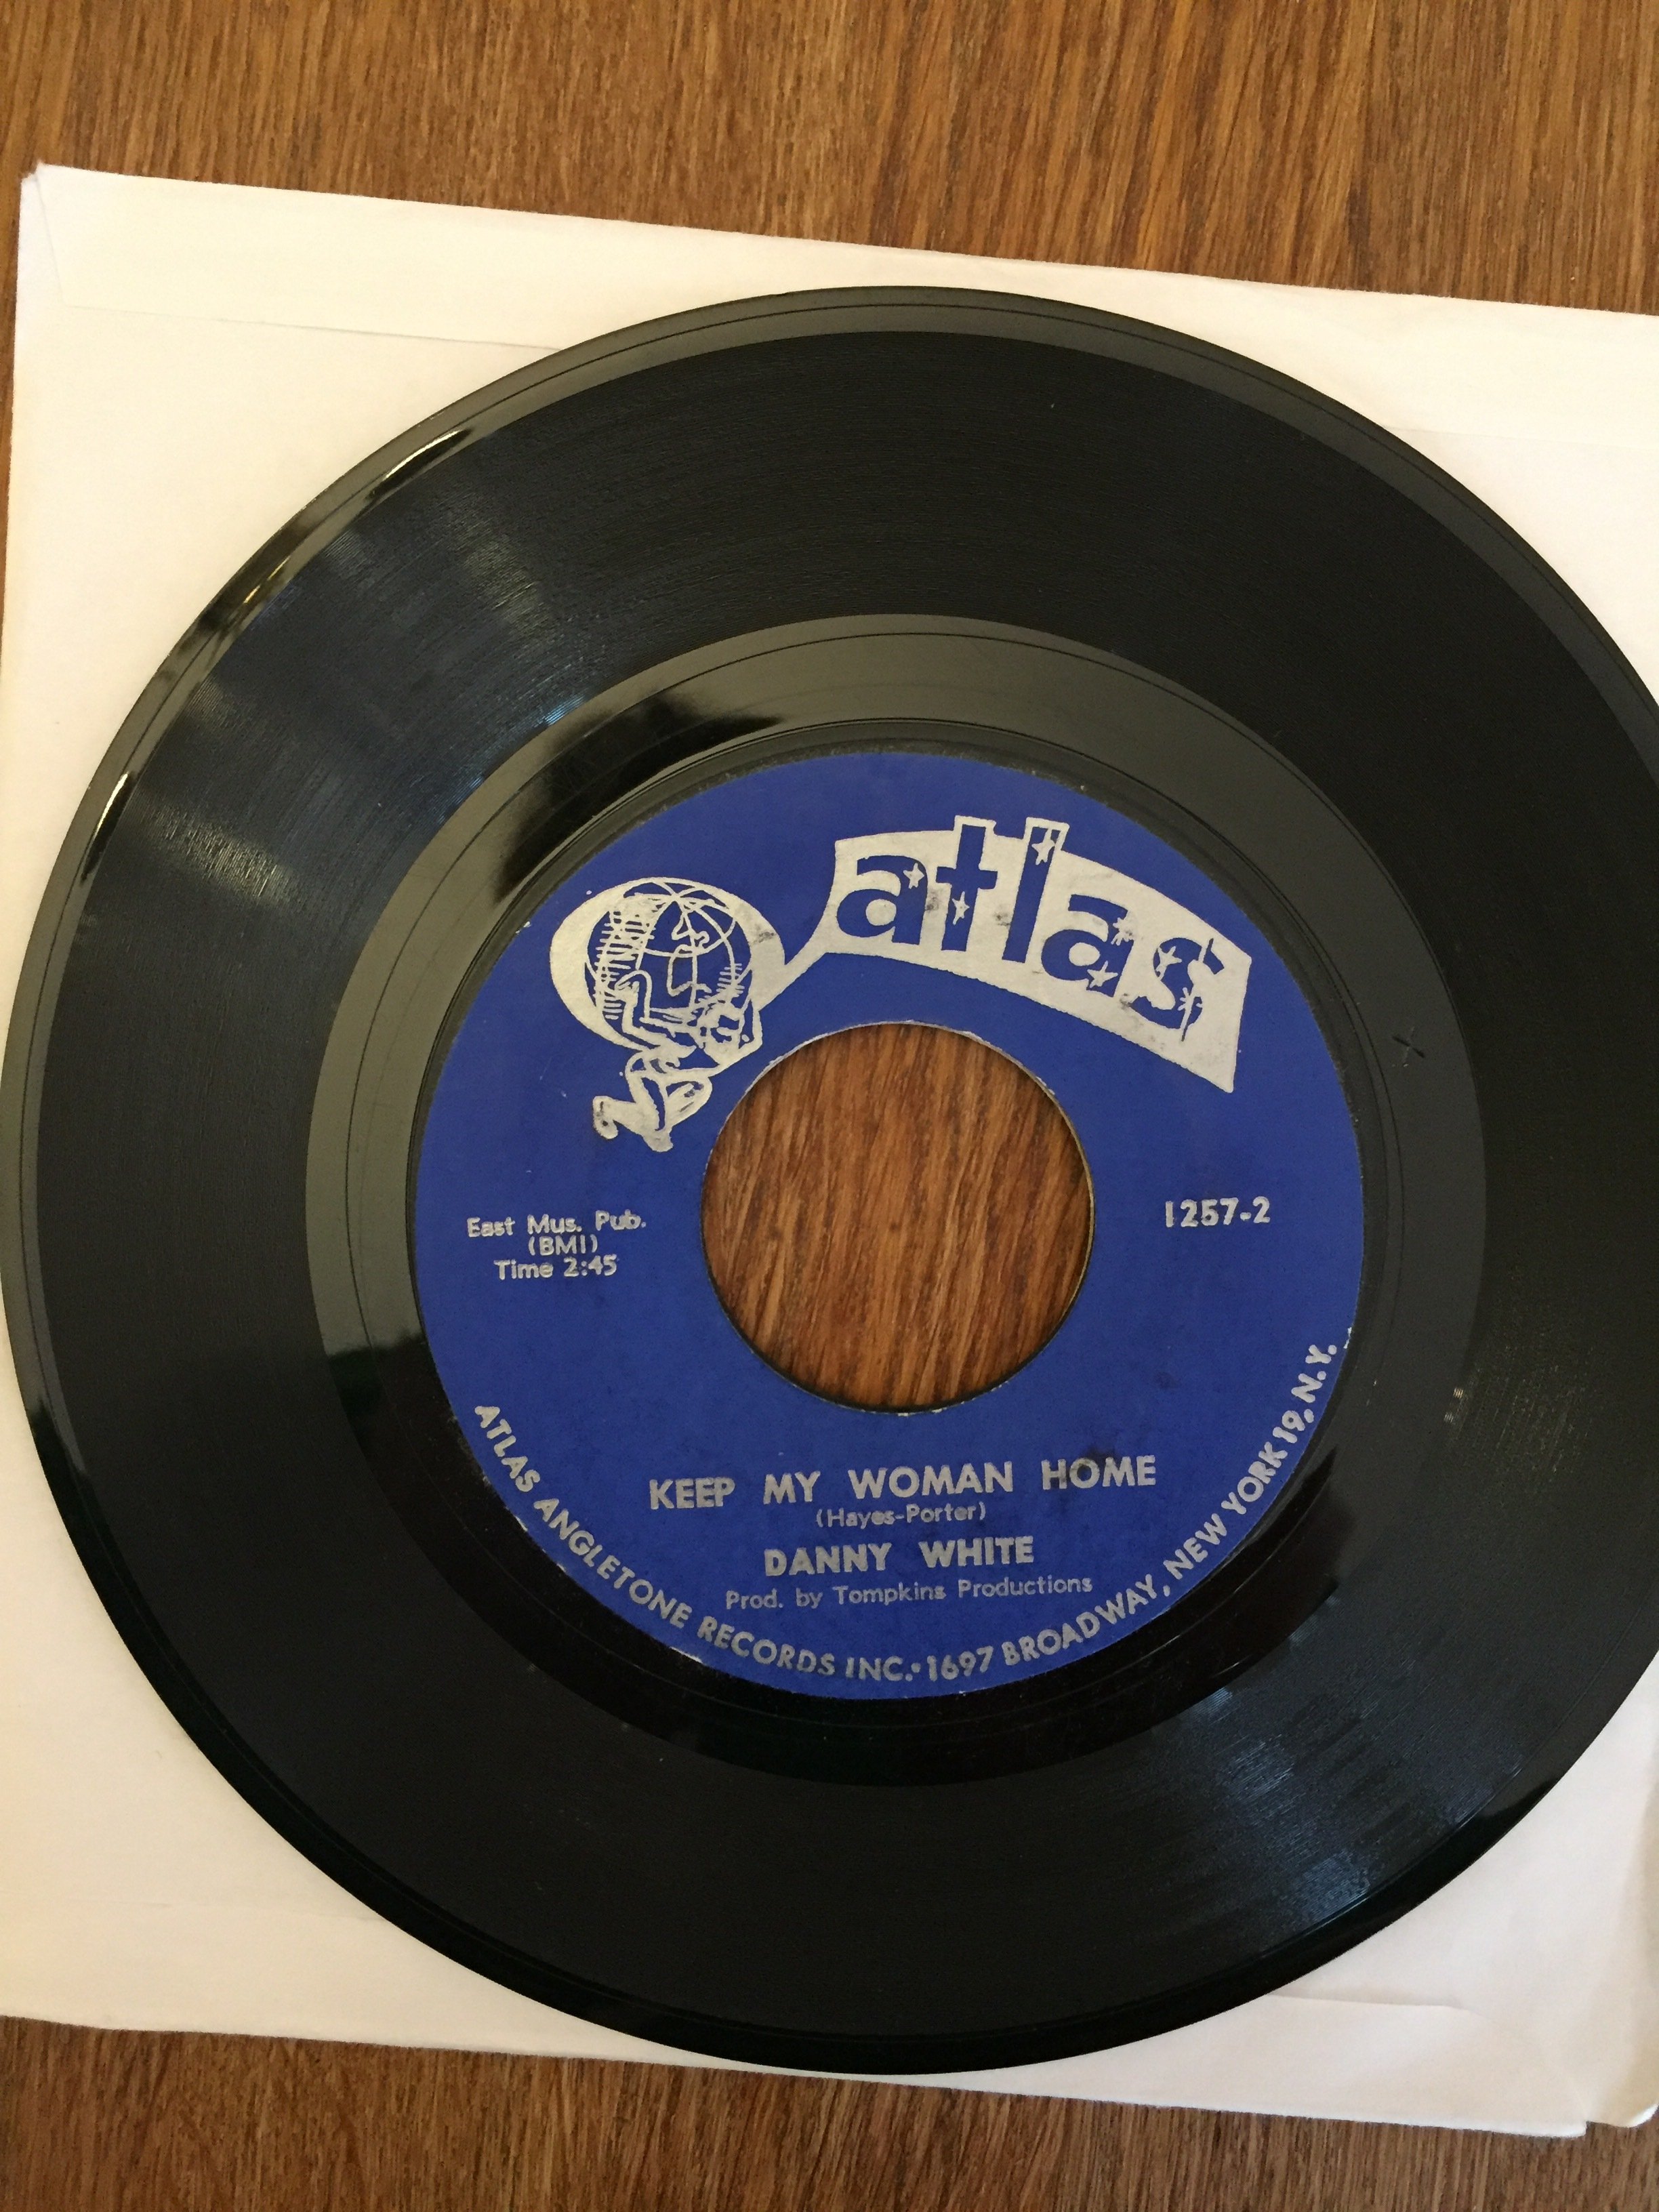 atlas
East Mus. Pub.
(BMI)
Time 2:45
1257-2
KEEP MY WOMAN HOME
(Hayes-Porter)
DANNY WHITE
Prod. by Tompkins Productions
ATLAS ANGLETONE RECORDS INC.•1697 BROADWAY, NEW YORK 19, N.Y.